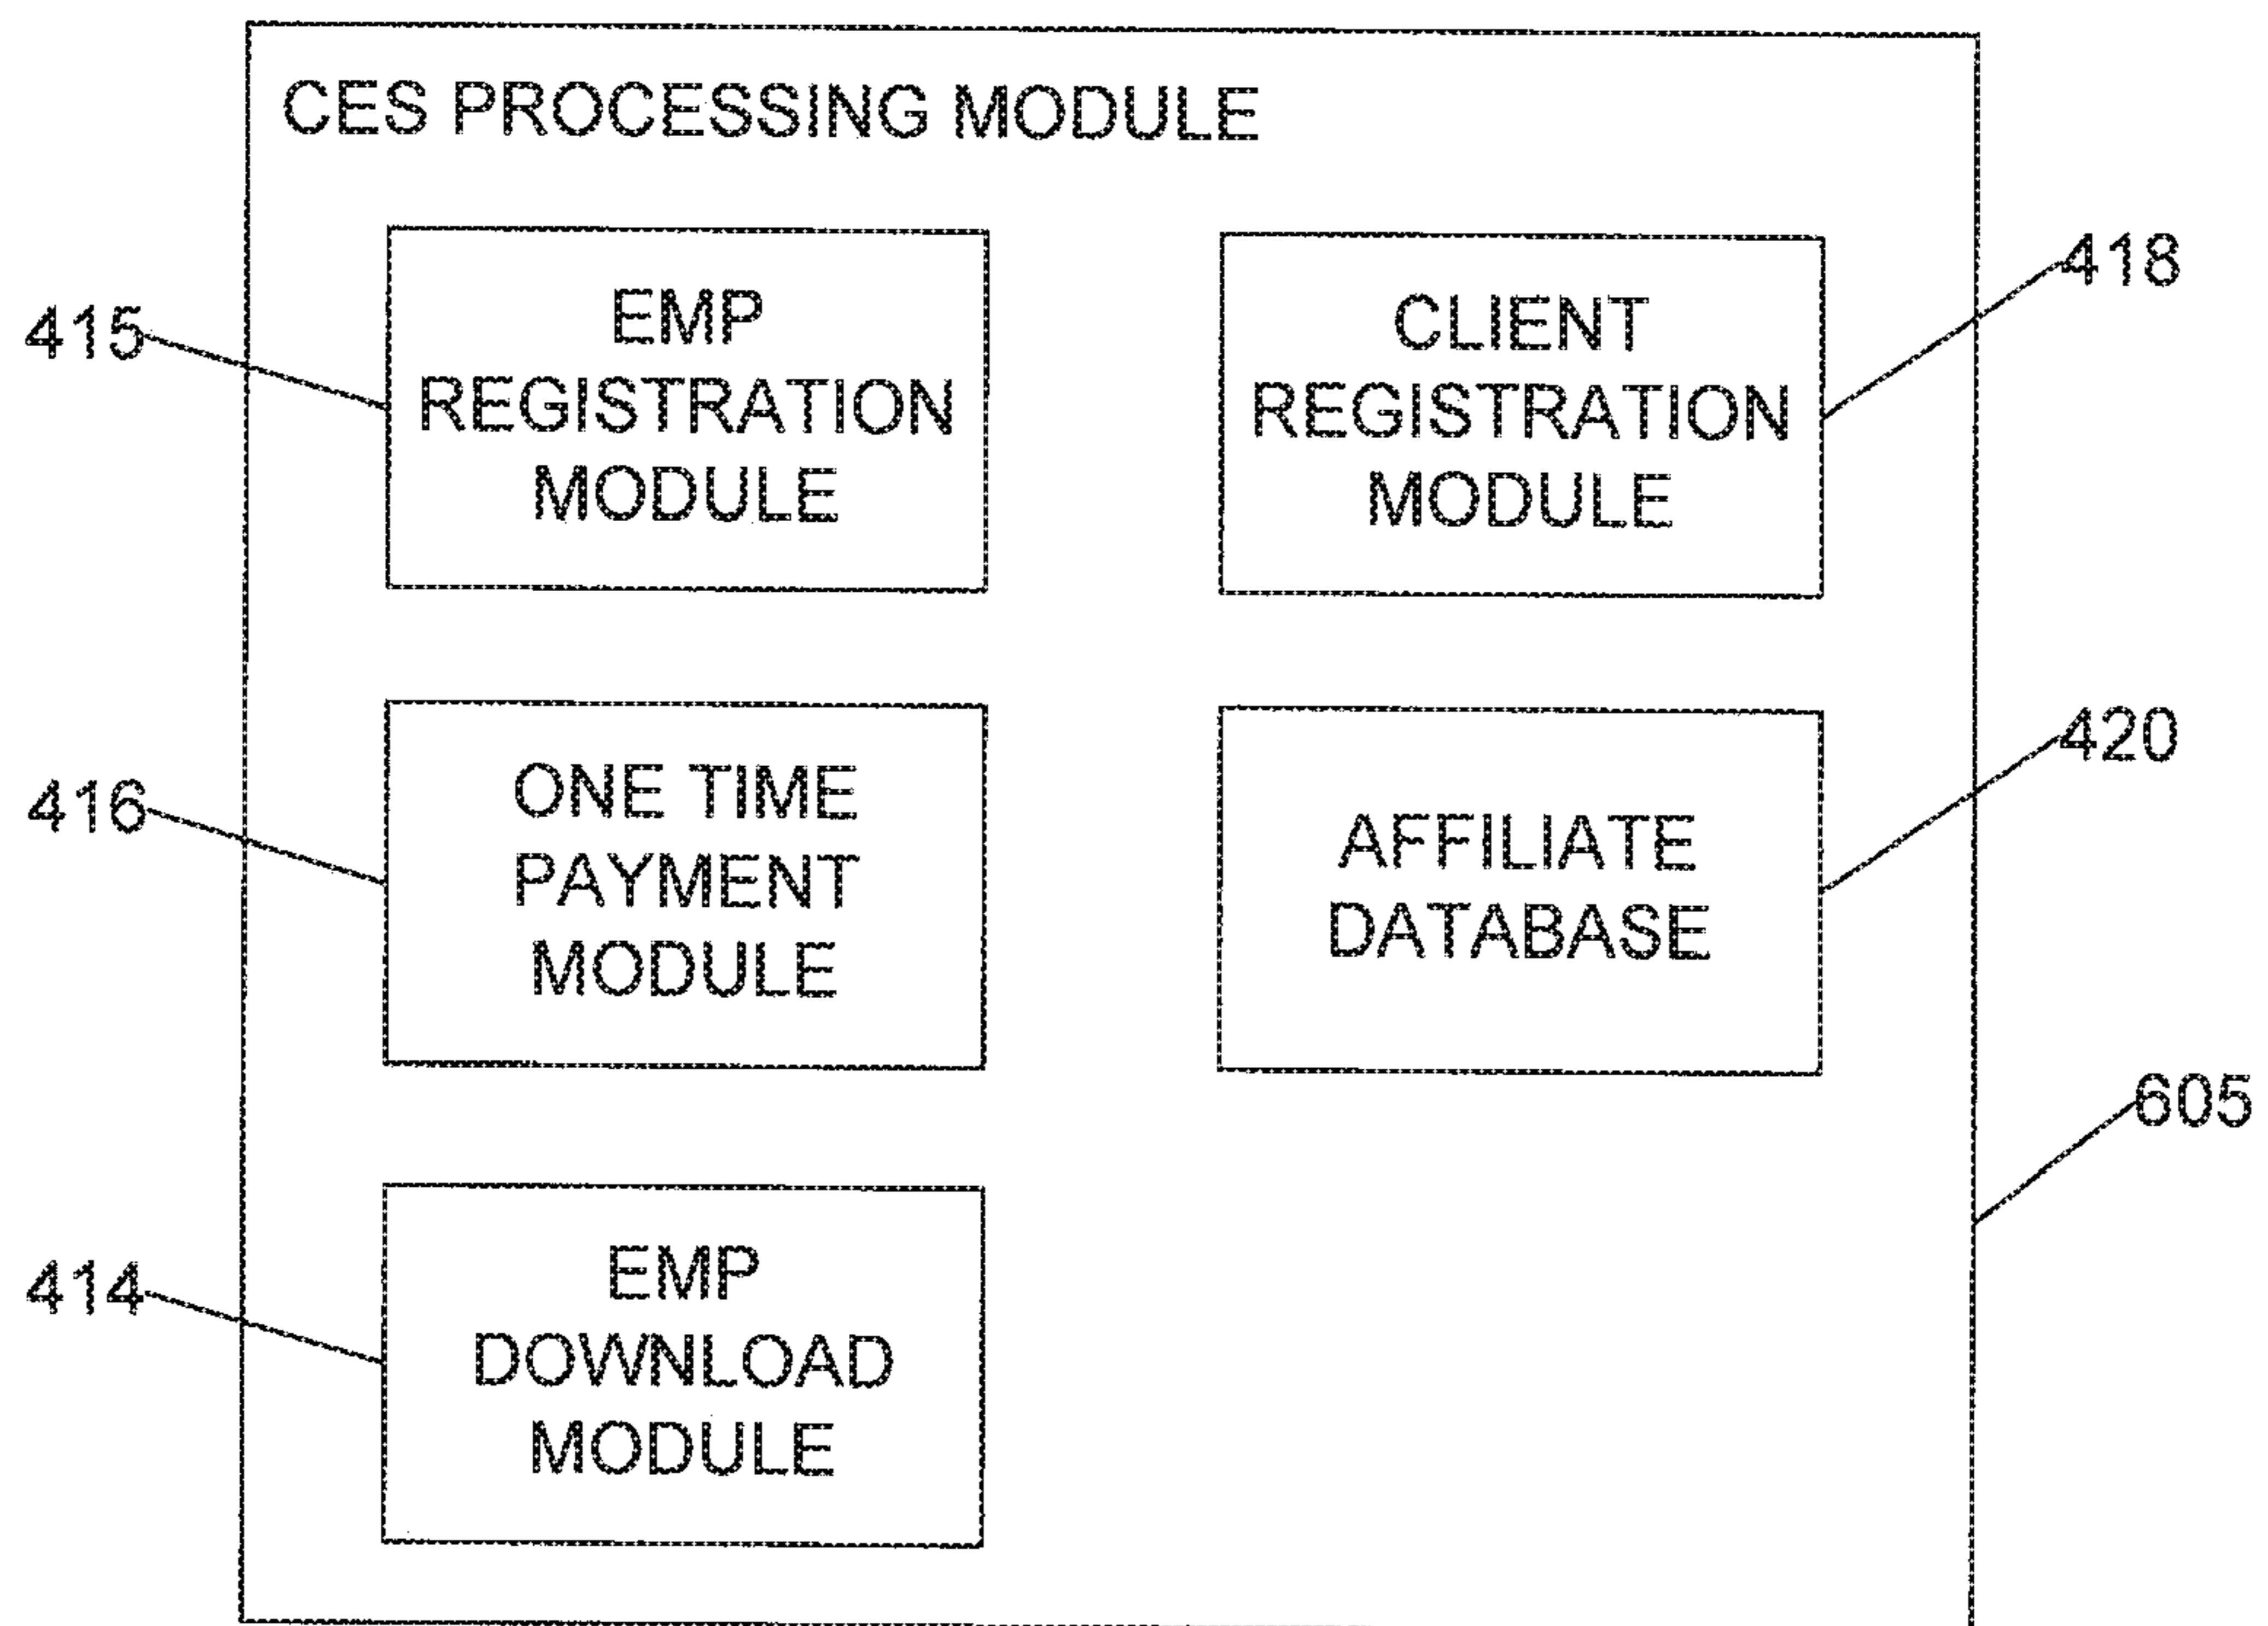 CES PROCESSING MODULE
415
EMP
REGISTRATION
MODULE
CLIENT
REGISTRATION
MODULE
418
416
ONE TIME
PAYMENT
MODULE
AFFILIATE
DATABASE
420
605
414
EMP
DOWNLOAD
MODULE